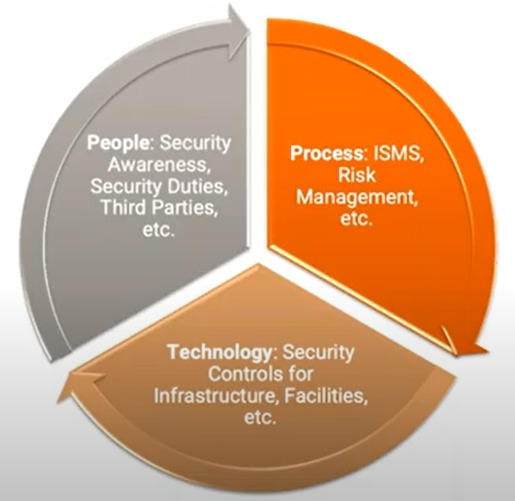 People: Security
Awareness,
Security Duties,
Third Parties,
etc.
Process: ISMS,
Risk
Management,
etc.
Technology: Security
Controls for
Infrastructure, Facilities,
etc.